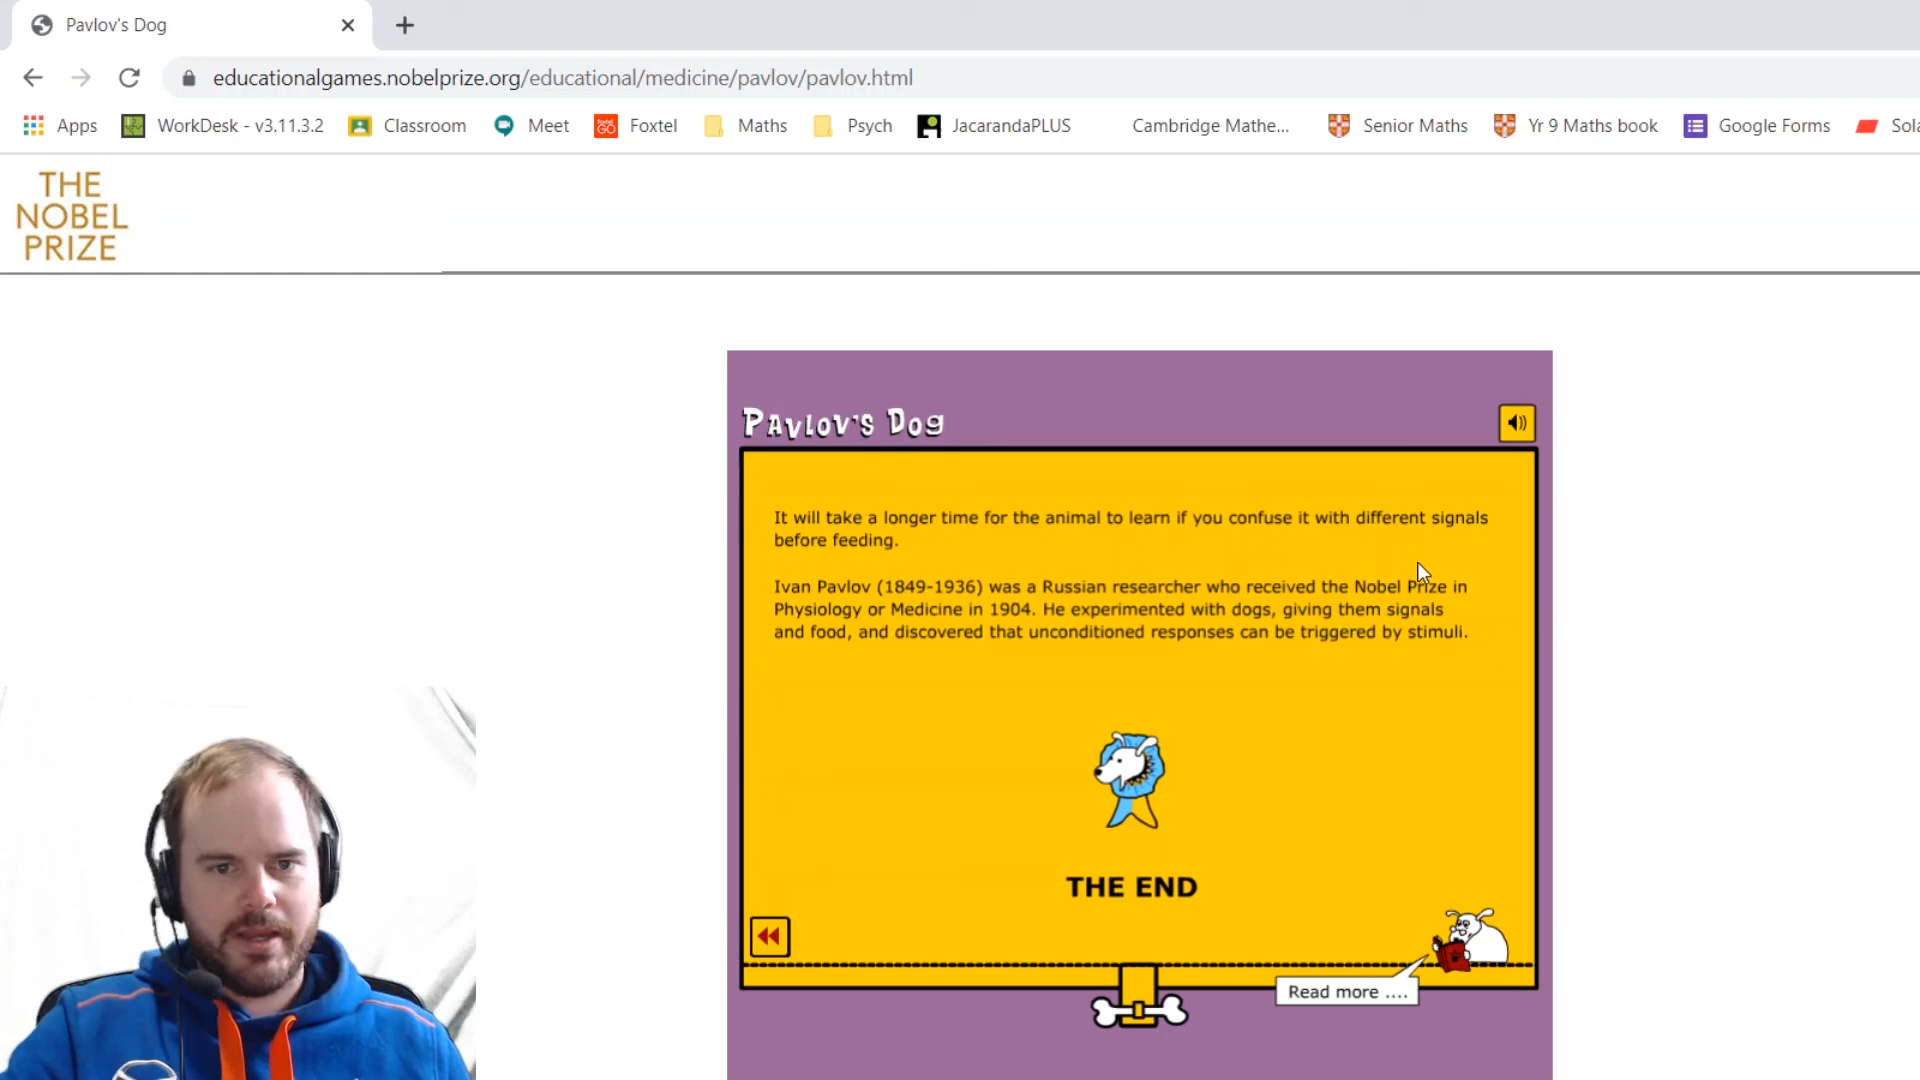 Pavlov's Dog
educationalgames.nobelprize.org/educational/medicine/pavlov/pavlov.html
Apps WorkDesk - v3.11.3.2 Classroom Meet Foxtel GO Foxtel Maths Psych JacarandaPLUS Cambridge Mathe... Senior Maths Yr 9 Maths book Google Forms Sola
THE
NOBEL
PRIZE
PAVLOV'S DOG
It will take a longer time for the animal to learn if you confuse it with different signals
before feeding.
Ivan Pavlov (1849-1936) was a Russian researcher who received the Nobel Prize in
Physiology or Medicine in 1904. He experimented with dogs, giving them signals
and food, and discovered that unconditioned responses can be triggered by stimuli.
THE END
Read more ....